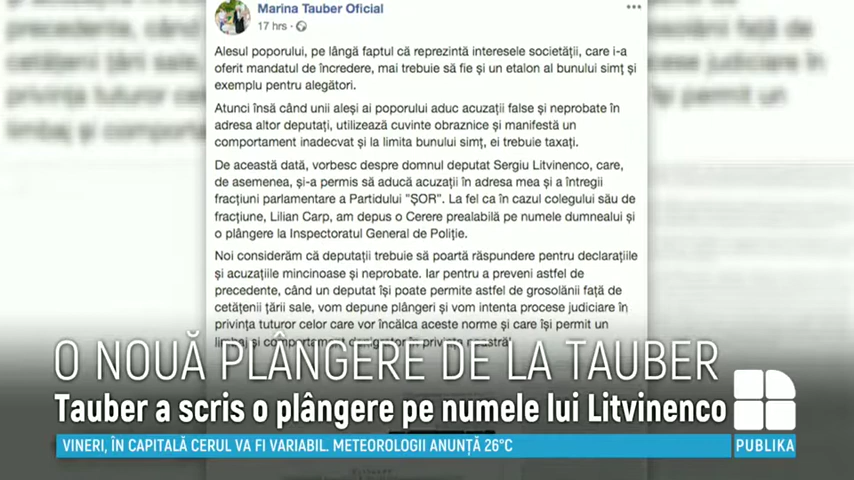 Marina Tauber Oficial
17 hrs ·
Alesul poporului, pe lângă faptul că reprezintă interesele societății, care i-a
oferit mandatul de încredere, mai trebuie să fie și un etalon al bunului simț și
exemplu pentru alegători.
Atunci însă când unii aleși ai poporului aduc acuzații false și neprobate în
adresa altor deputați, utilizează cuvinte obraznice și manifestă un
comportament inadecvat și la limita bunului simț, ei trebuie taxați.
De această dată, vorbesc despre domnul deputat Sergiu Litvinenco, care,
de asemenea, și-a permis să aducă acuzații în adresa mea și a întregii
fracțiuni parlamentare a Partidului "ȘOR". La fel ca în cazul colegului său de
fracțiune, Lilian Carp, am depus o Cerere prealabilă pe numele dumnealui și
o plângere la Inspectoratul General de Poliție.
Noi considerăm că deputații trebuie să poartă răspundere pentru declarațiile
și acuzațiile mincinoase și neprobate. Iar pentru a preveni astfel de
precedente, când un deputat își poate permite astfel de grosolănii față de
cetățenii țării sale, vom depune plângeri și vom intenta procese judiciare în
privința tuturor celor care vor încălca aceste norme și care își permit un
limbaj și comportament denigrator în privința noastră!
O NOUĂ PLÂNGERE DE LA TAUBER
Tauber a scris o plângere pe numele lui Litvinenco
VINERI, ÎN CAPITALĂ CERUL VA FI VARIABIL. METEOROLOGII ANUNȚĂ 26°C
PUBLIKA